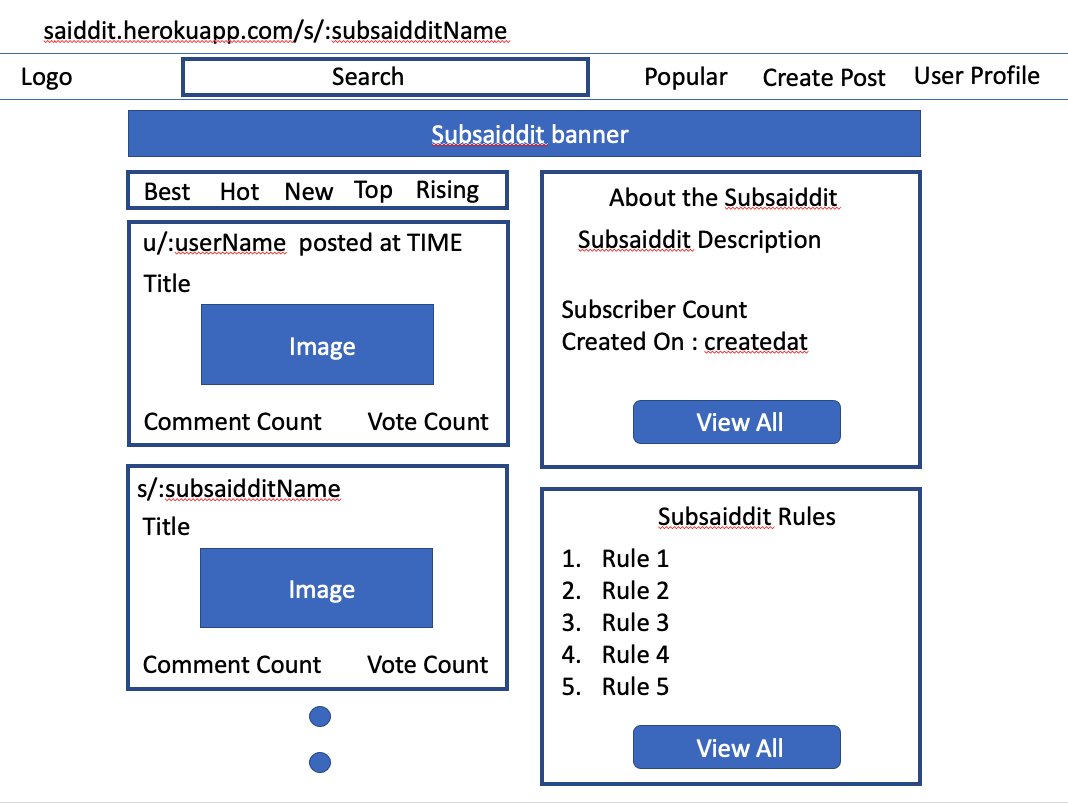 saiddit.herokuapp.com/s/:subsaidditName
Logo Search Popular Create Post User Profile
Subsaiddit banner
Best Hot New Top Rising
u/:userName posted at TIME
Title
Image
Comment Count Vote Count
s/:subsaidditName
Title
Image
Comment Count Vote Count
About the Subsaiddit
Subsaiddit Description
Subscriber Count
Created On : createdat
View All
Subsaiddit Rules
1. Rule 1
2. Rule 2
3. Rule 3
4. Rule 4
5. Rule 5
View All